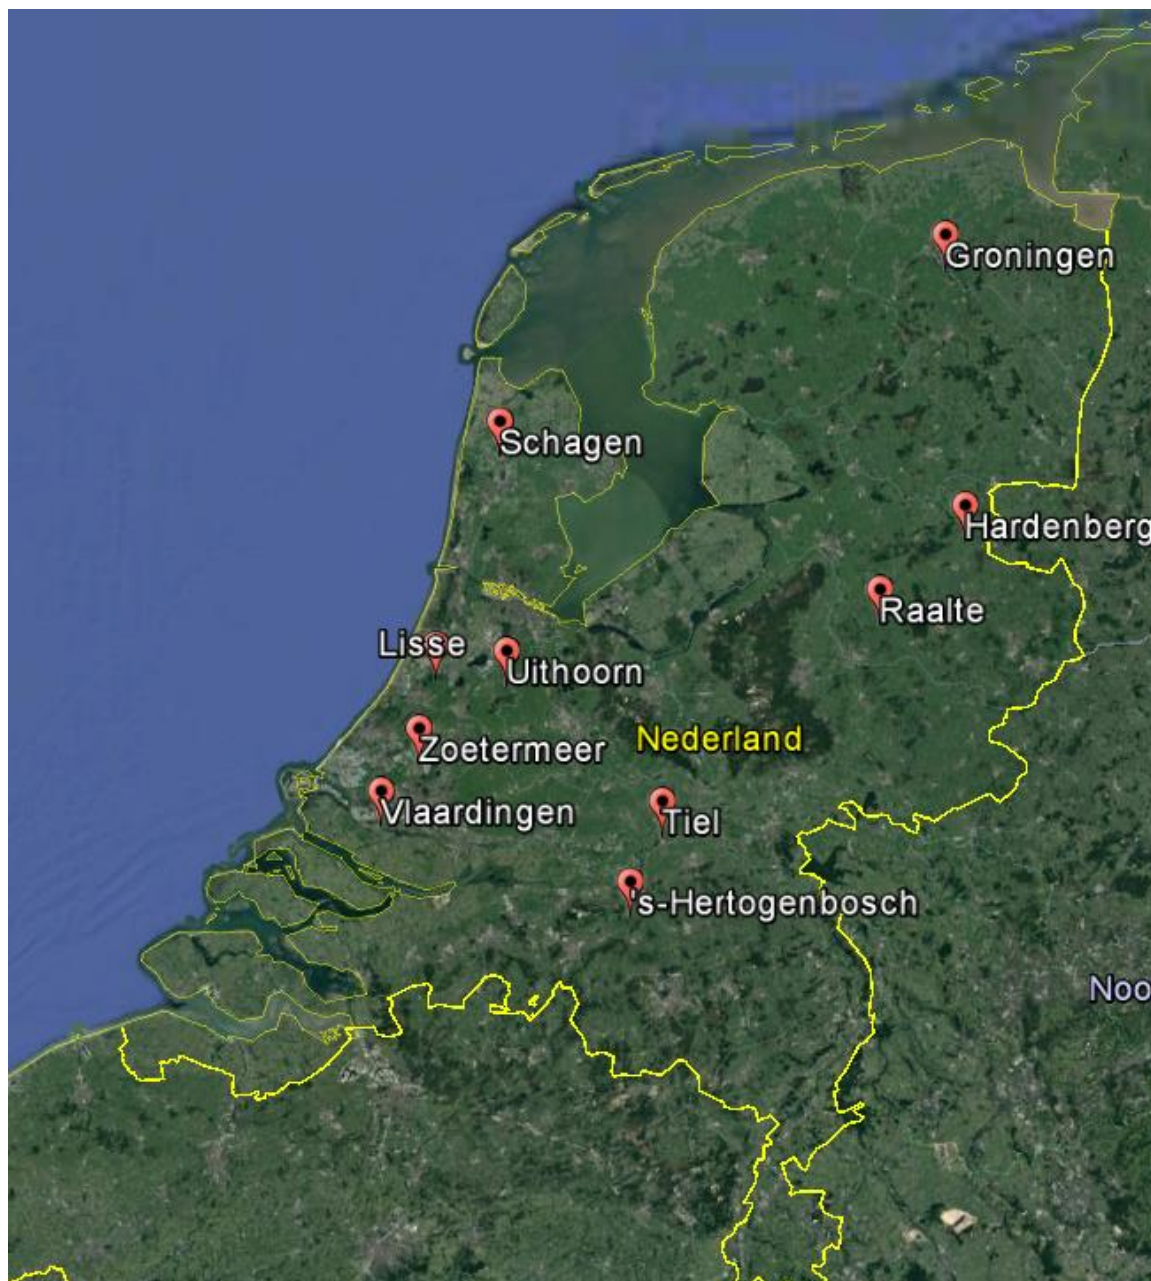 Groningen
Schagen
Hardenberg
Raalte
Lisse
Uithoorn
Nederland
Zoetermeer
Vlaardingen
Tiel
's-Hertogenbosch
Noo